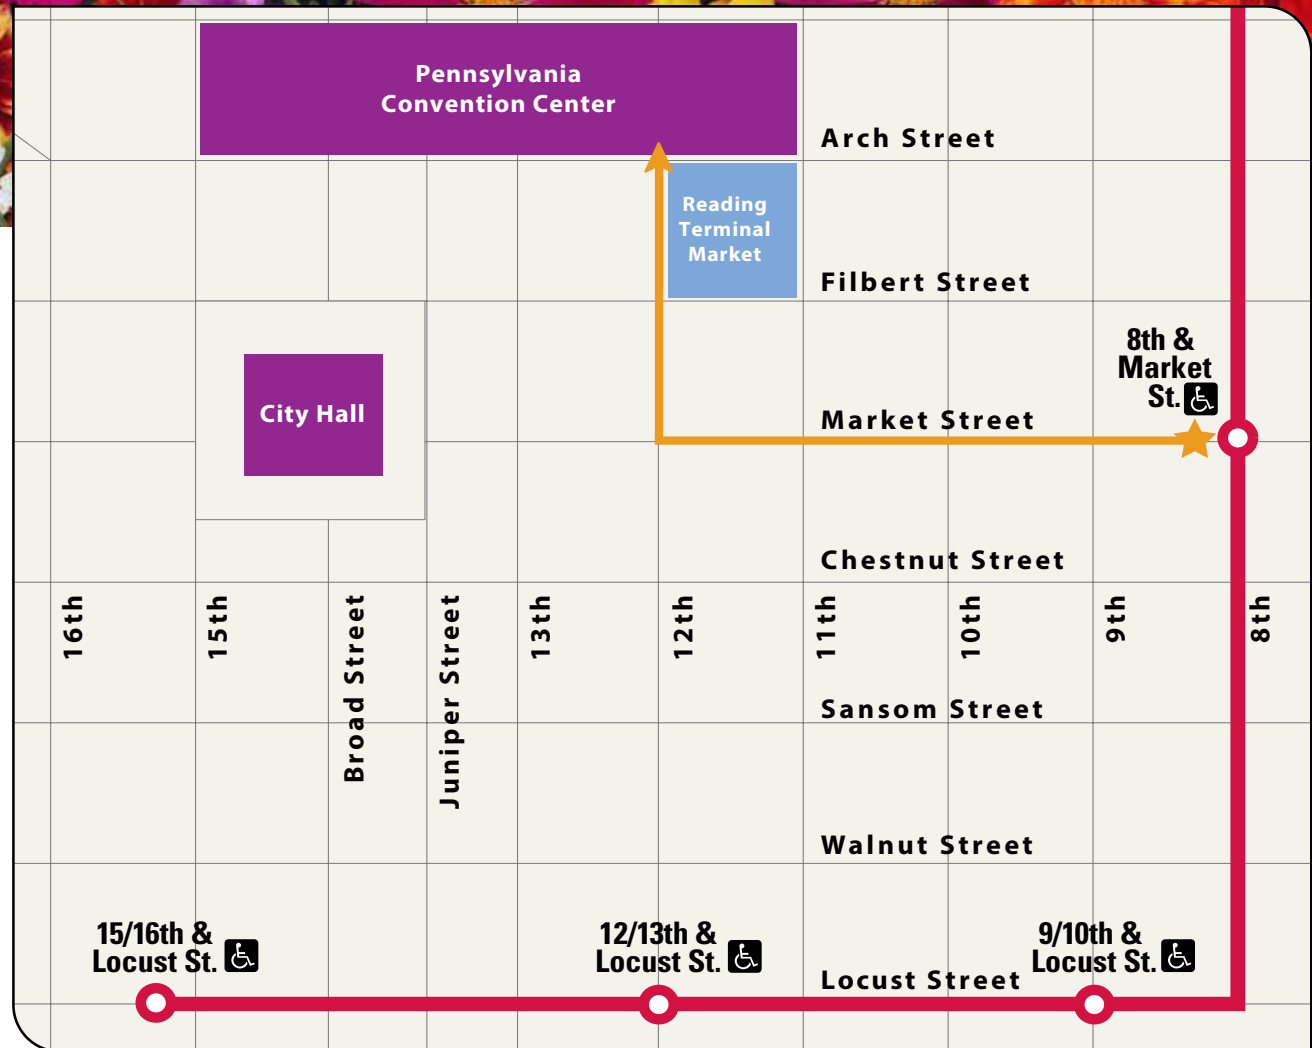 Pennsylvania
Convention Center
Arch Street
Reading
Terminal
Market
Filbert Street
8th &
Market
St.
City Hall
Market Street
Chestnut Street
16th
15th
Broad Street
Juniper Street
13th
12th
11th
10th
9th
8th
Sansom Street
Walnut Street
15/16th &
Locust St.
12/13th &
Locust St.
9/10th &
Locust St.
Locust Street